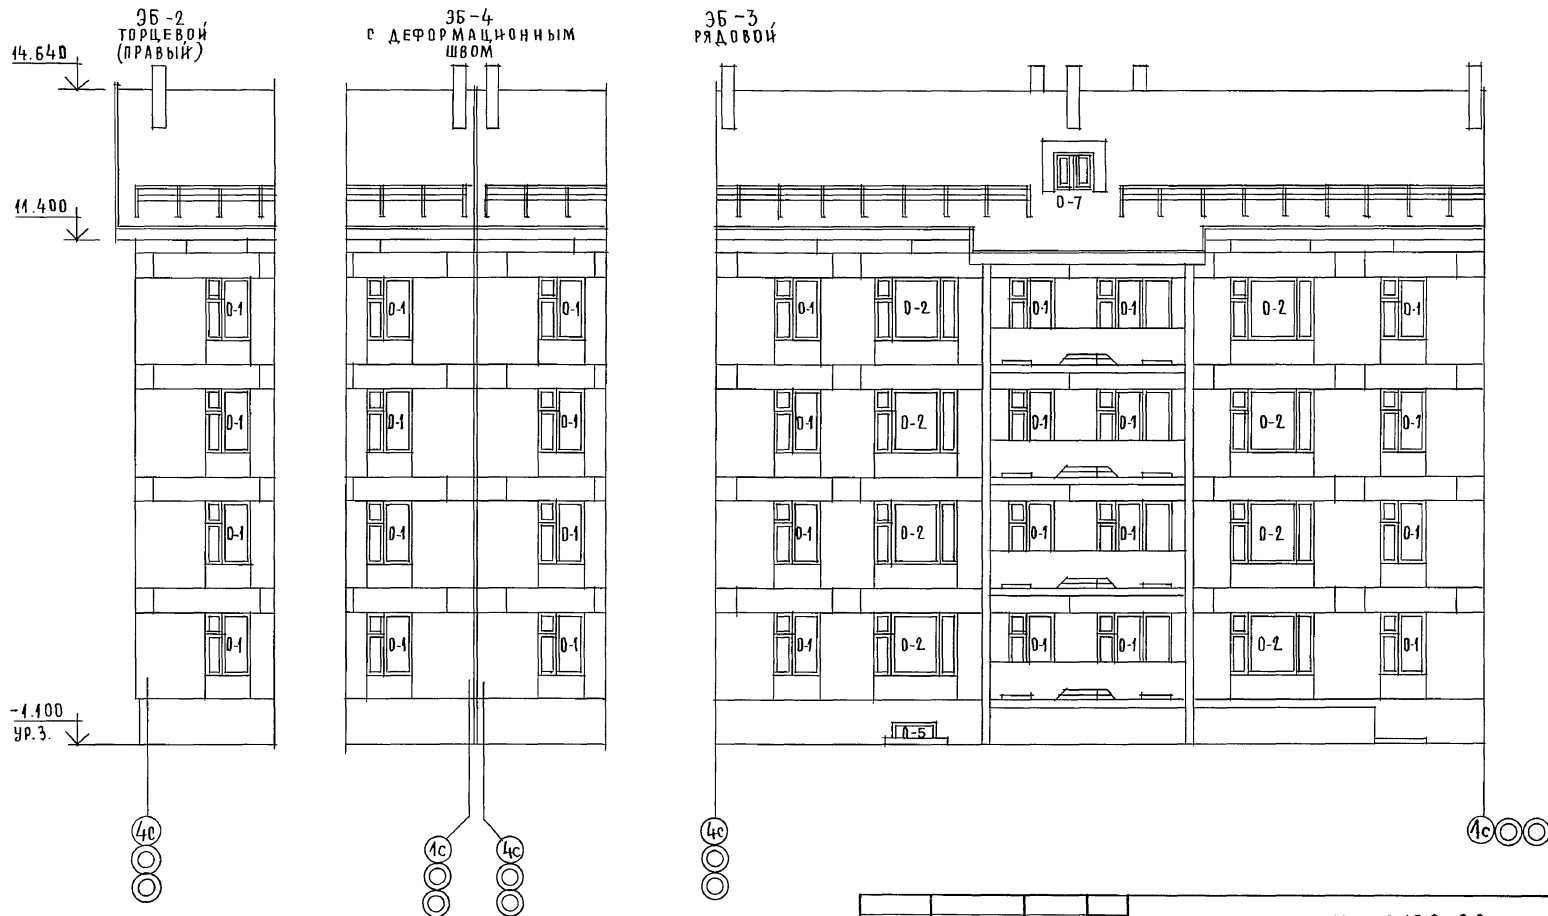 ЭБ-2
ТОРЦЕВОЙ
(ПРАВЫЙ)
ЭБ-4
С ДЕФОРМАЦИОННЫМ
ШВОМ
ЭБ-3
РЯДОВОЙ
14.640
11.400
О-7
О-1 О-1 О-1 О-1 О-2 О-1 О-1 О-2 О-1
О-1 О-1 О-1 О-1 О-2 О-1 О-1 О-2 О-1
О-1 О-1 О-1 О-1 О-2 О-1 О-1 О-2 О-1
О-1 О-1 О-1 О-1 О-2 О-1 О-1 О-2 О-1
-1.100
УР.З.
О-5
4С
1С
4С
4С
1С